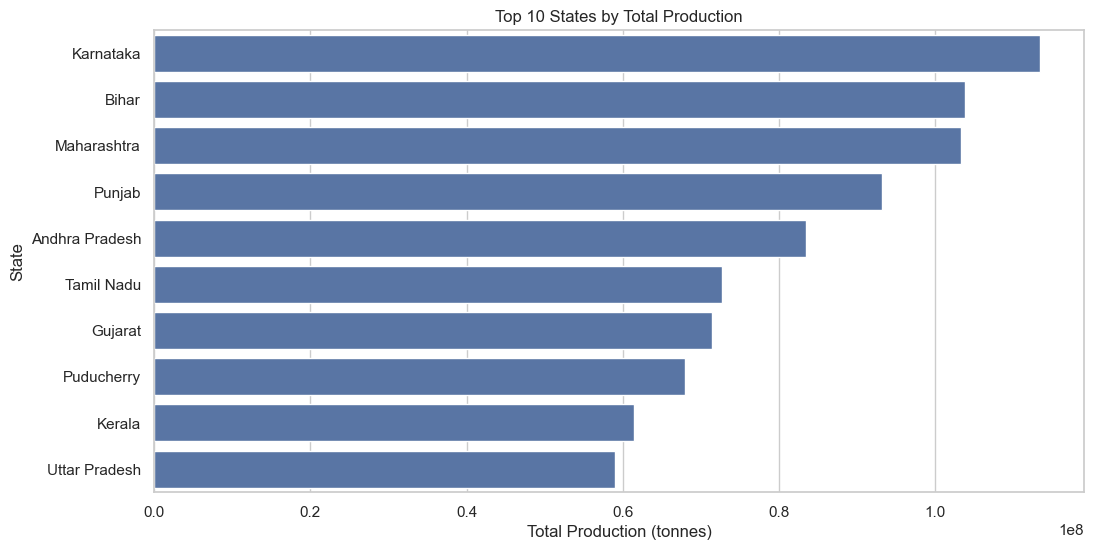 Top 10 States by Total Production
Karnataka
Bihar
Maharashtra
Punjab
Andhra Pradesh
Tamil Nadu
Gujarat
Puducherry
Kerala
Uttar Pradesh
State
0.0 0.2 0.4 0.6 0.8 1.0
1e8
Total Production (tonnes)